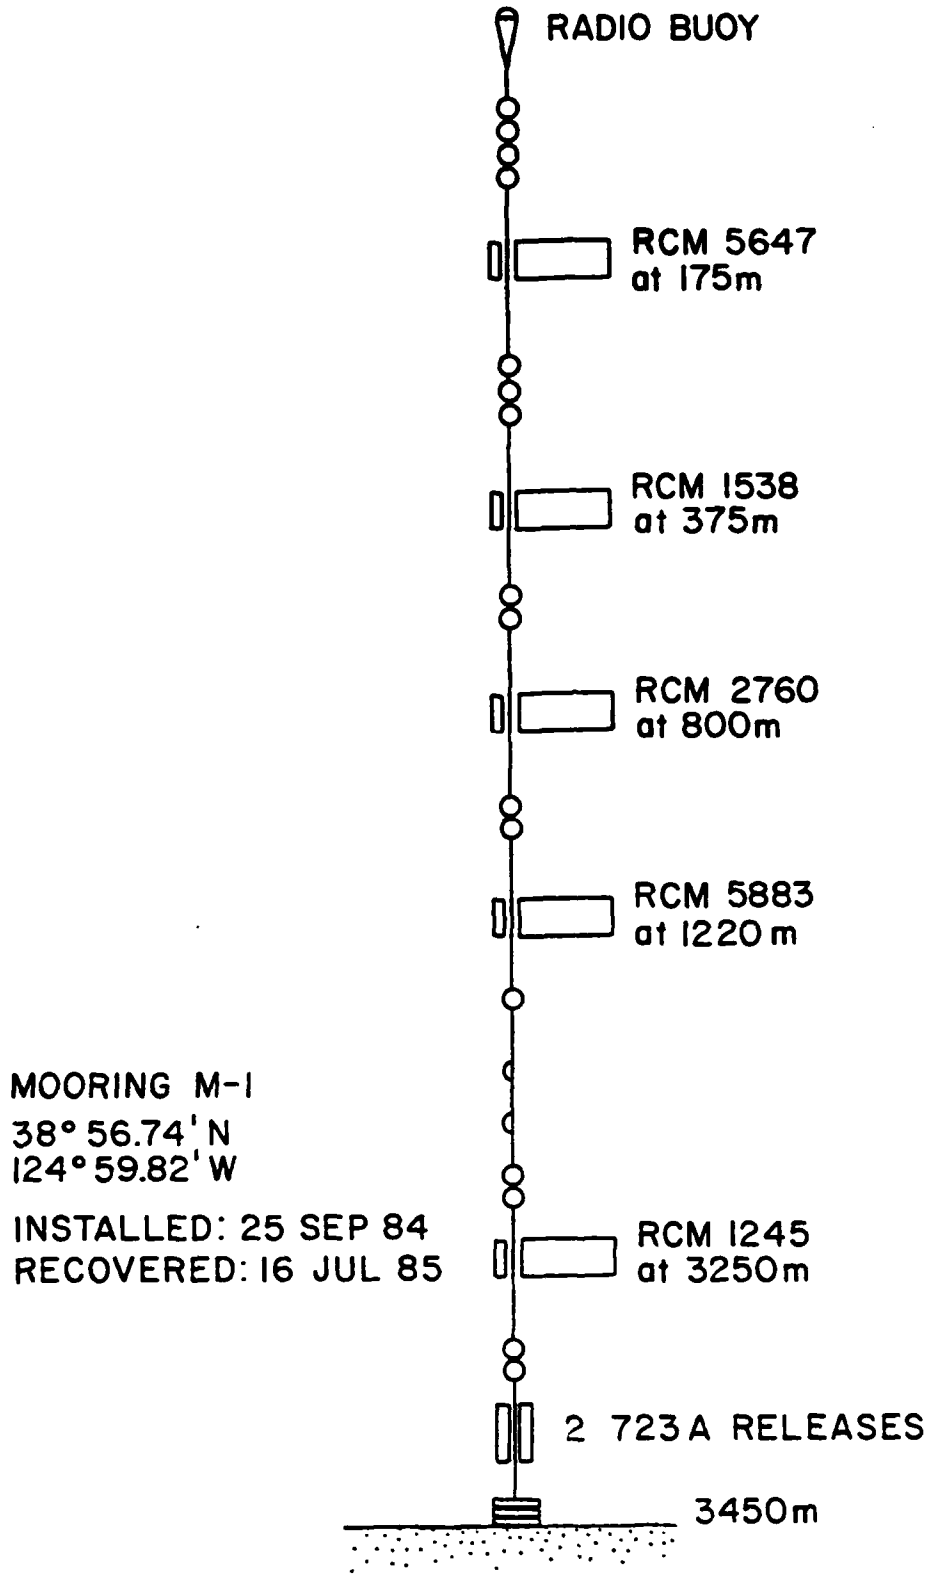 RADIO BUOY
RCM 5647
at 175m
RCM 1538
at 375m
RCM 2760
at 800m
RCM 5883
at 1220m
MOORING M-1
38° 56.74' N
124° 59.82' W
INSTALLED: 25 SEP 84
RECOVERED: 16 JUL 85
RCM 1245
at 3250m
2 723A RELEASES
3450m